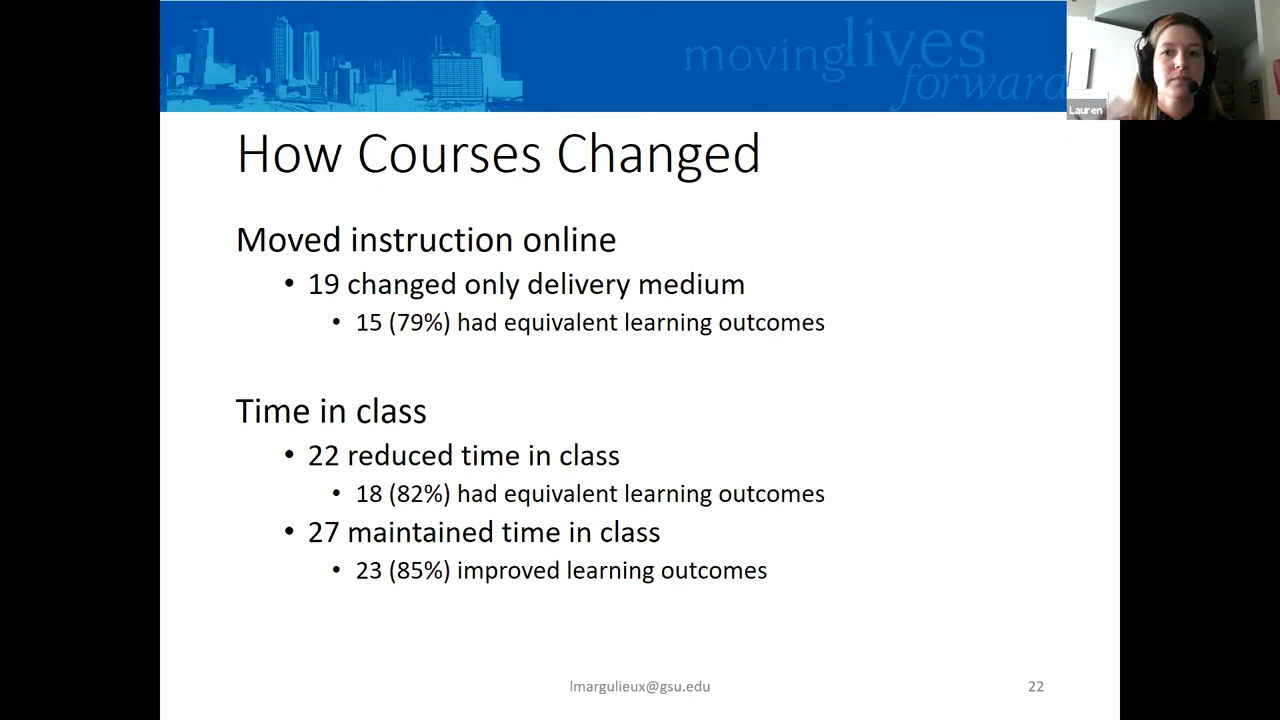 movinglives
forward
Lauren
How Courses Changed
Moved instruction online
• 19 changed only delivery medium
• 15 (79%) had equivalent learning outcomes
Time in class
• 22 reduced time in class
• 18 (82%) had equivalent learning outcomes
• 27 maintained time in class
• 23 (85%) improved learning outcomes
lmargulieux@gsu.edu
22